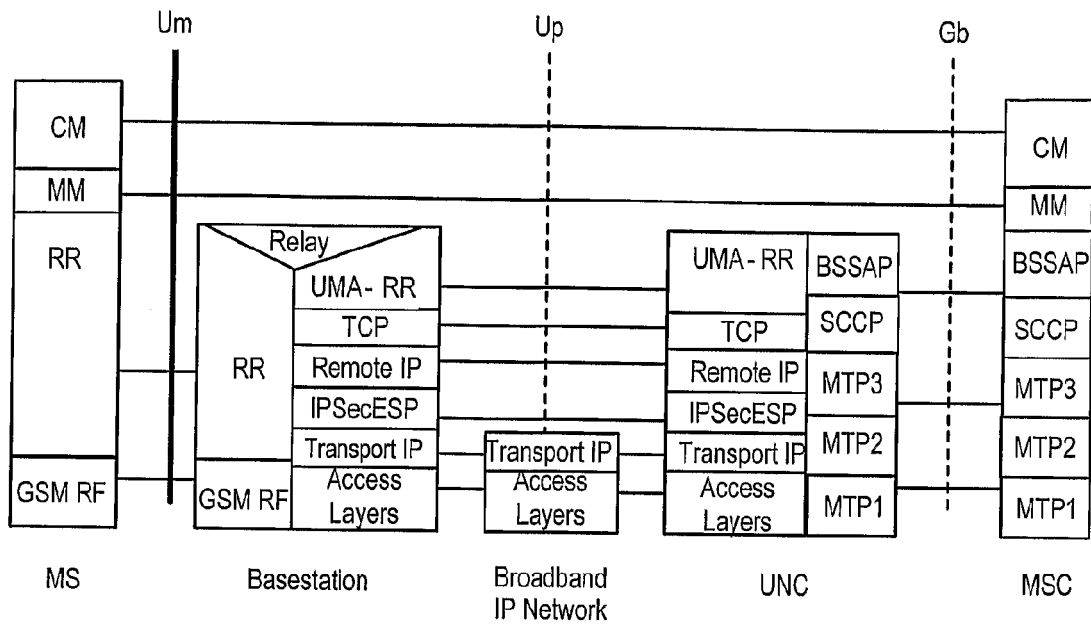 Um
Up
Gb
CM
MM
RR
GSM RF
Relay
RR
GSM RF
UMA - RR
TCP
Remote IP
IPSecESP
Transport IP
Access
Layers
Transport IP
Access
Layers
UMA - RR
TCP
Remote IP
IPSecESP
Transport IP
Access
Layers
BSSAP
SCCP
MTP3
MTP2
MTP1
CM
MM
BSSAP
SCCP
MTP3
MTP2
MTP1
MS
Basestation
Broadband
IP Network
UNC
MSC